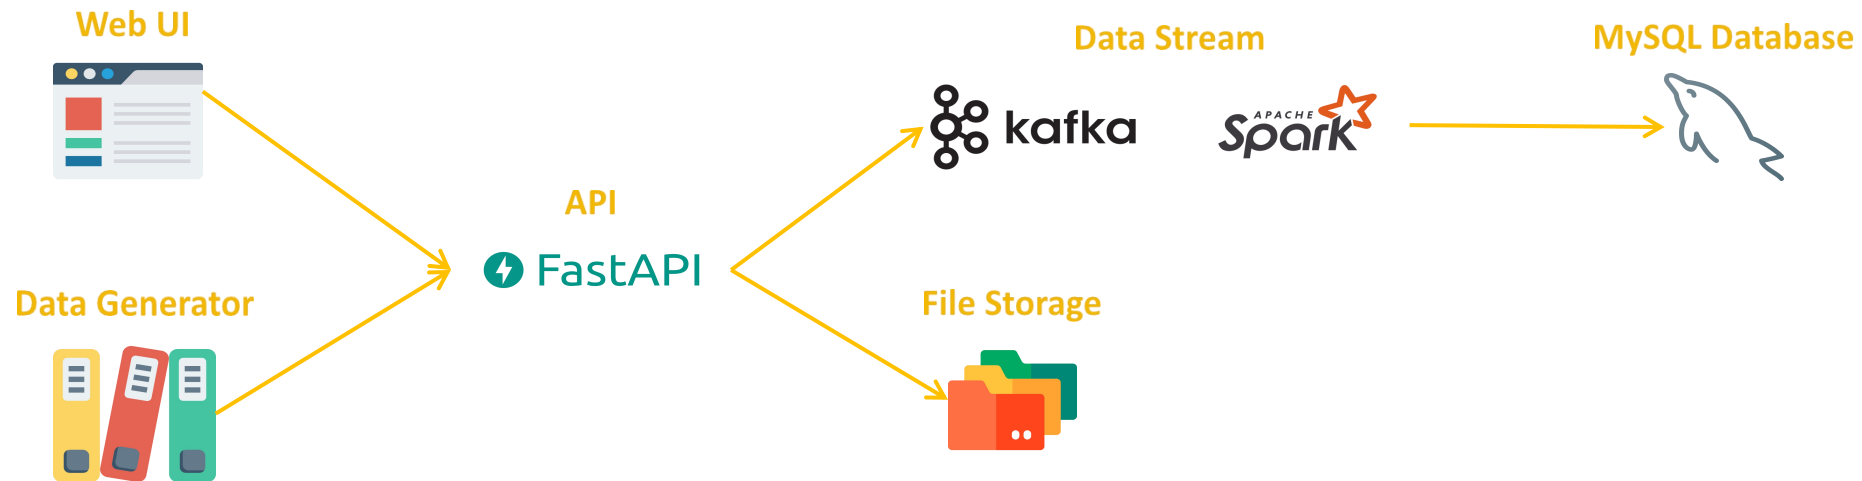 Web UI
Data Generator
API
FastAPI
Data Stream
kafka
APACHE
Spark
File Storage
MySQL Database